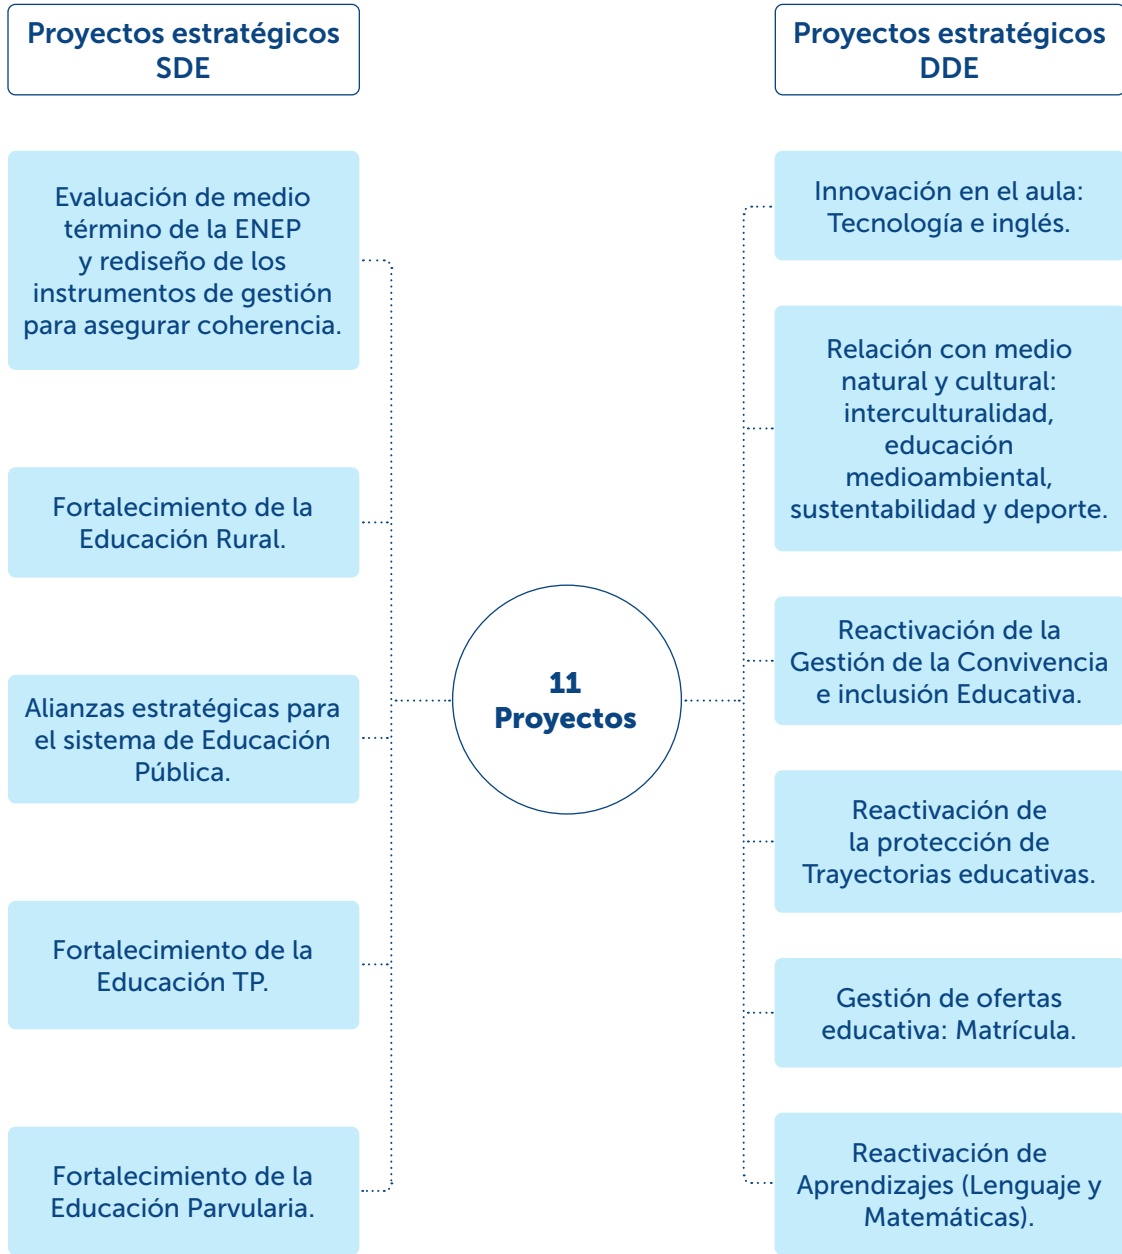 Proyectos estratégicos
SDE
Evaluación de medio
término de la ENEP
y rediseño de los
instrumentos de gestión
para asegurar coherencia.
Fortalecimiento de la
Educación Rural.
Alianzas estratégicas para
el sistema de Educación
Pública.
Fortalecimiento de la
Educación TP.
Fortalecimiento de la
Educación Parvularia.
11
Proyectos
Proyectos estratégicos
DDE
Innovación en el aula:
Tecnología e inglés.
Relación con medio
natural y cultural:
interculturalidad,
educación
medioambiental,
sustentabilidad y deporte.
Reactivación de la
Gestión de la Convivencia
e inclusión Educativa.
Reactivación de
la protección de
Trayectorias educativas.
Gestión de ofertas
educativa: Matrícula.
Reactivación de
Aprendizajes (Lenguaje y
Matemáticas).